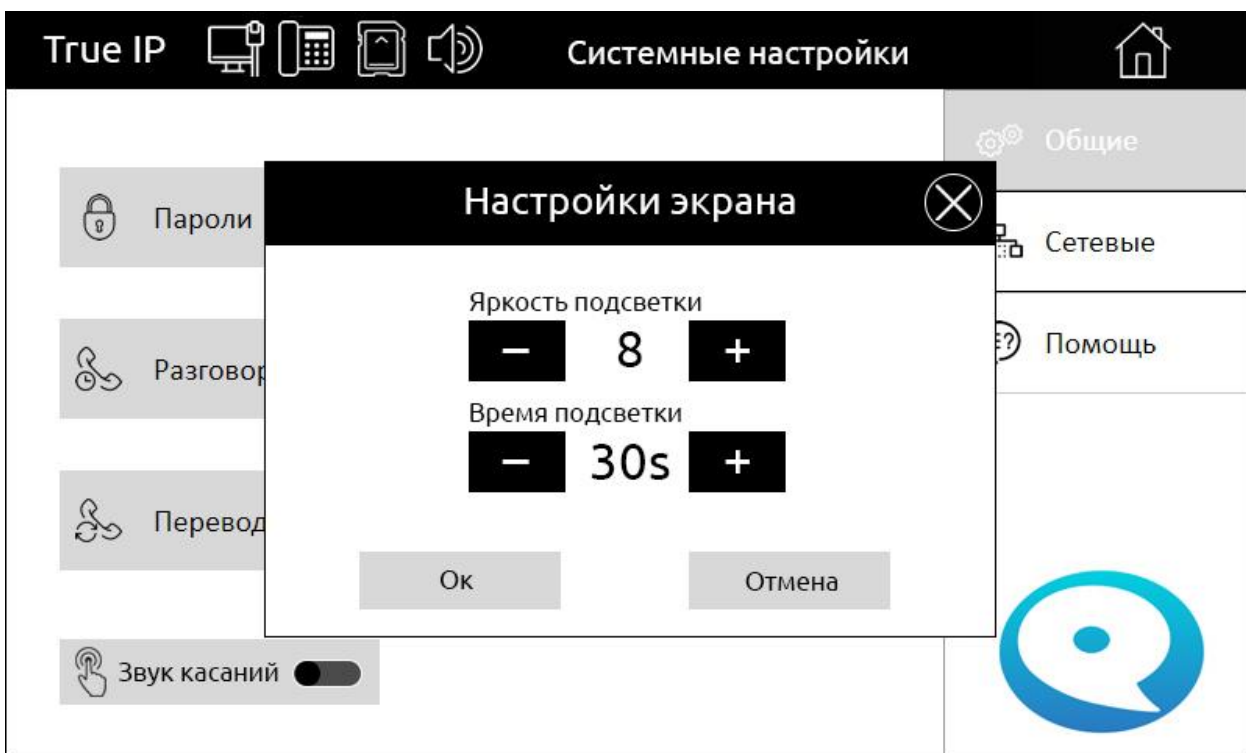 True IP
Системные настройки
Общие
Настройки экрана
Пароли
Сетевые
Яркость подсветки
− 8 +
Помощь
Разговор
Время подсветки
− 30s +
Перевод
Ок
Отмена
Звук касаний